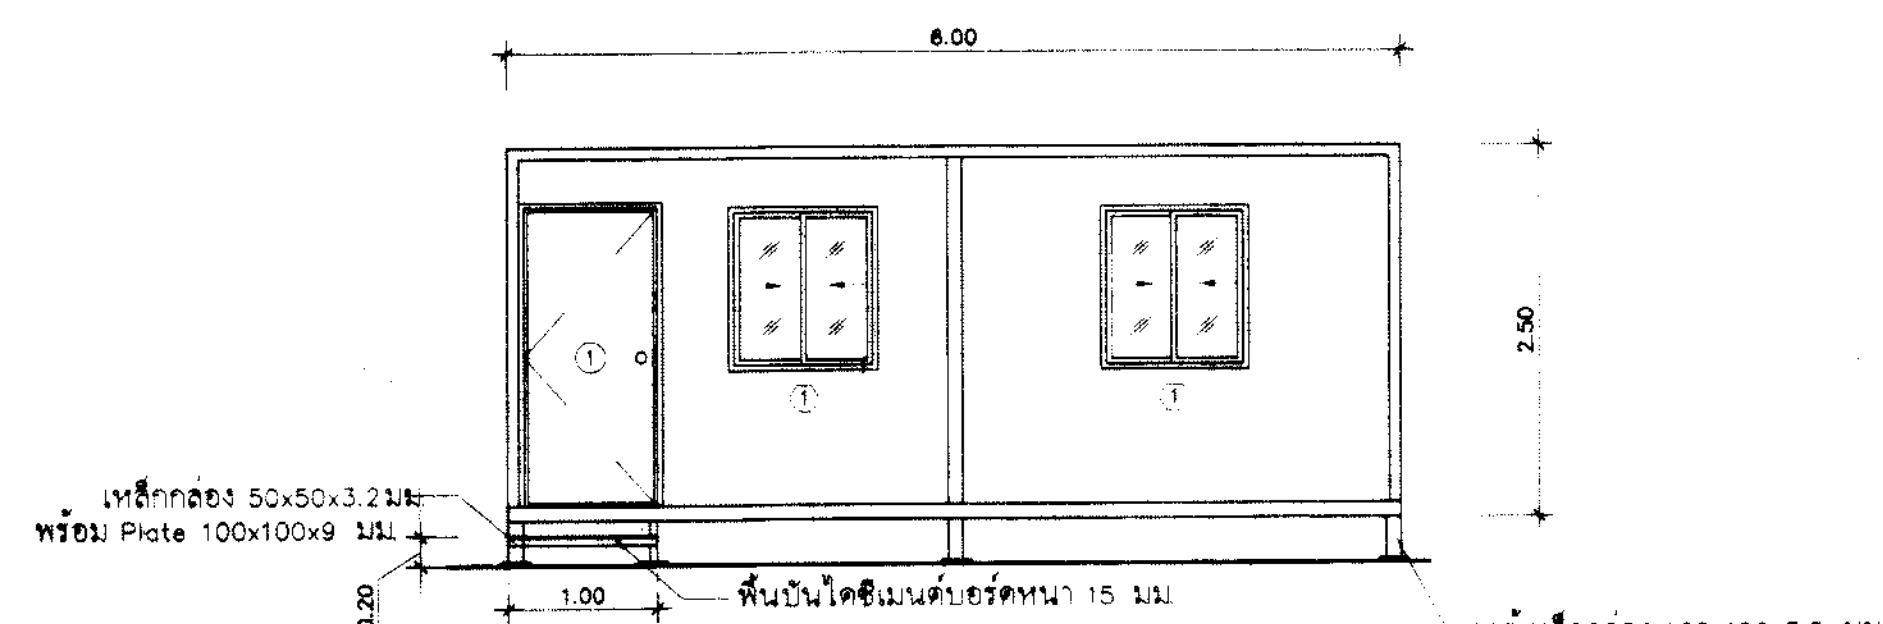 6.00
2.50
1
1
1
เหล็กกล่อง 50x50x3.2มม
พร้อม Plate 100x100x9 มม.
0.20
1.00
พื้นบันไดซีเมนต์บอร์ดหนา 15 มม.